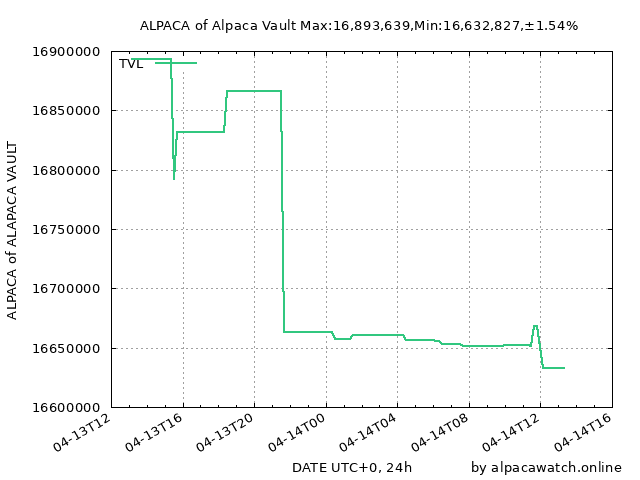 ALPACA of Alpaca Vault Max:16,893,639,Min:16,632,827,±1.54%
16900000
TVL
16850000
16800000
16750000
16700000
16650000
16600000
ALPACA of ALAPACA VAULT
04-13T12
04-13T16
04-13T20
04-14T00
04-14T04
04-14T08
04-14T12
04-14T16
DATE UTC+0, 24h
by alpacawatch.online